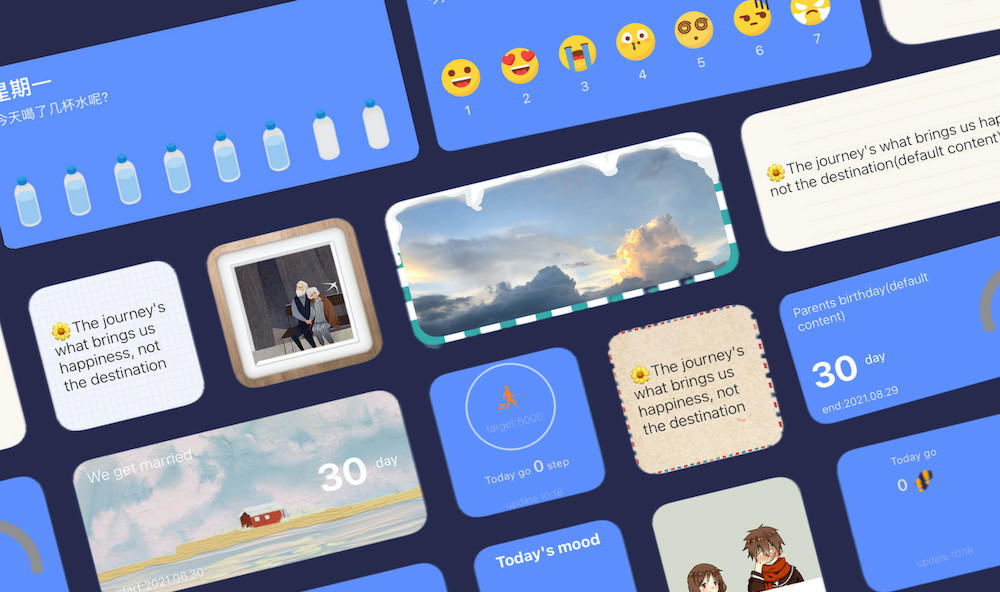 星期一
今天喝了几杯水呢?
1
2
3
4
5
6
7
The journey's what brings us hap
not the destination(default content)
The journey's
what brings us
happiness, not
the destination
Parents birthday(default
content)
30 day
end:2021.08.29
target:5000
Today go 0 step
update 10:18
The journey's
what brings us
happiness, not
the destination
We get married
30 day
start:2021.06.30
Today's mood
Today go
0
update 10:18